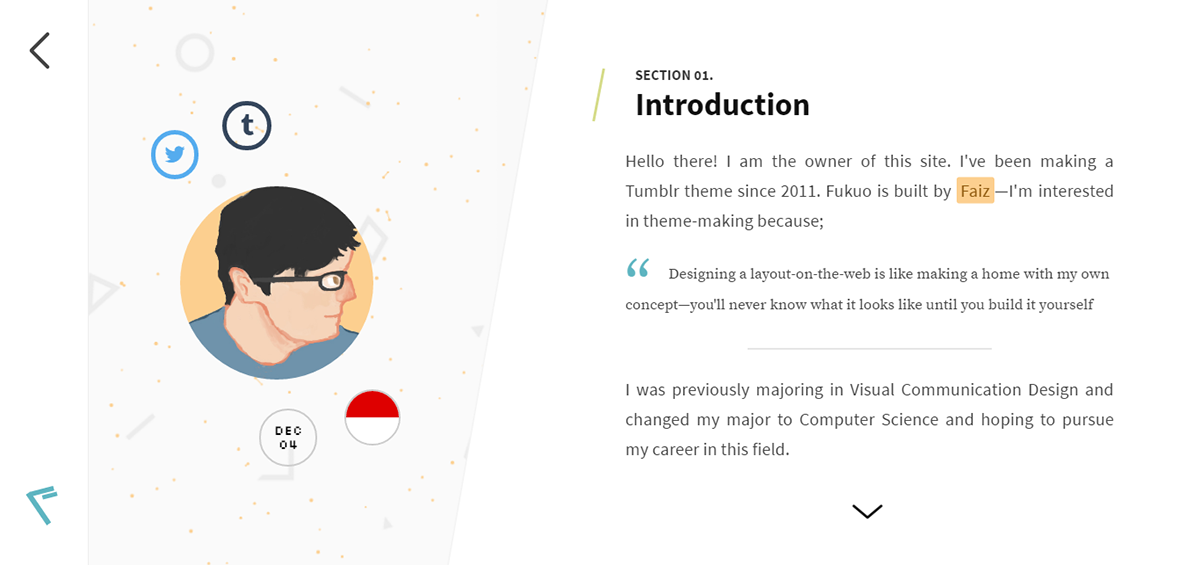 t
DEC
04
SECTION 01.
Introduction
Hello there! I am the owner of this site. I've been making a
Tumblr theme since 2011. Fukuo is built by Faiz—I'm interested
in theme-making because;
“ Designing a layout-on-the-web is like making a home with my own
concept—you'll never know what it looks like until you build it yourself
I was previously majoring in Visual Communication Design and
changed my major to Computer Science and hoping to pursue
my career in this field.